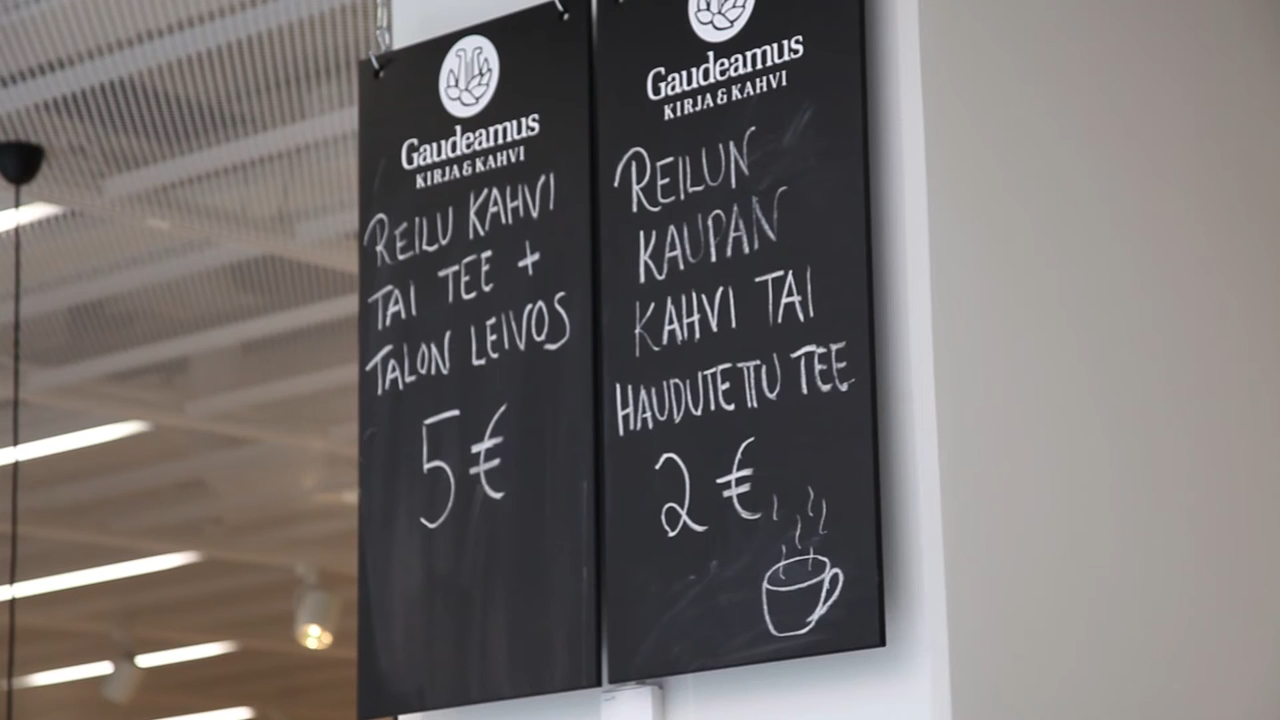 Gaudeamus
KIRJA & KAHVI
REILU KAHVI
TAI TEE +
TALON LEIVOS
5 €
Gaudeamus
KIRJA & KAHVI
REILUN
KAUPAN
KAHVI TAI
HAUDUTETTU TEE
2 €